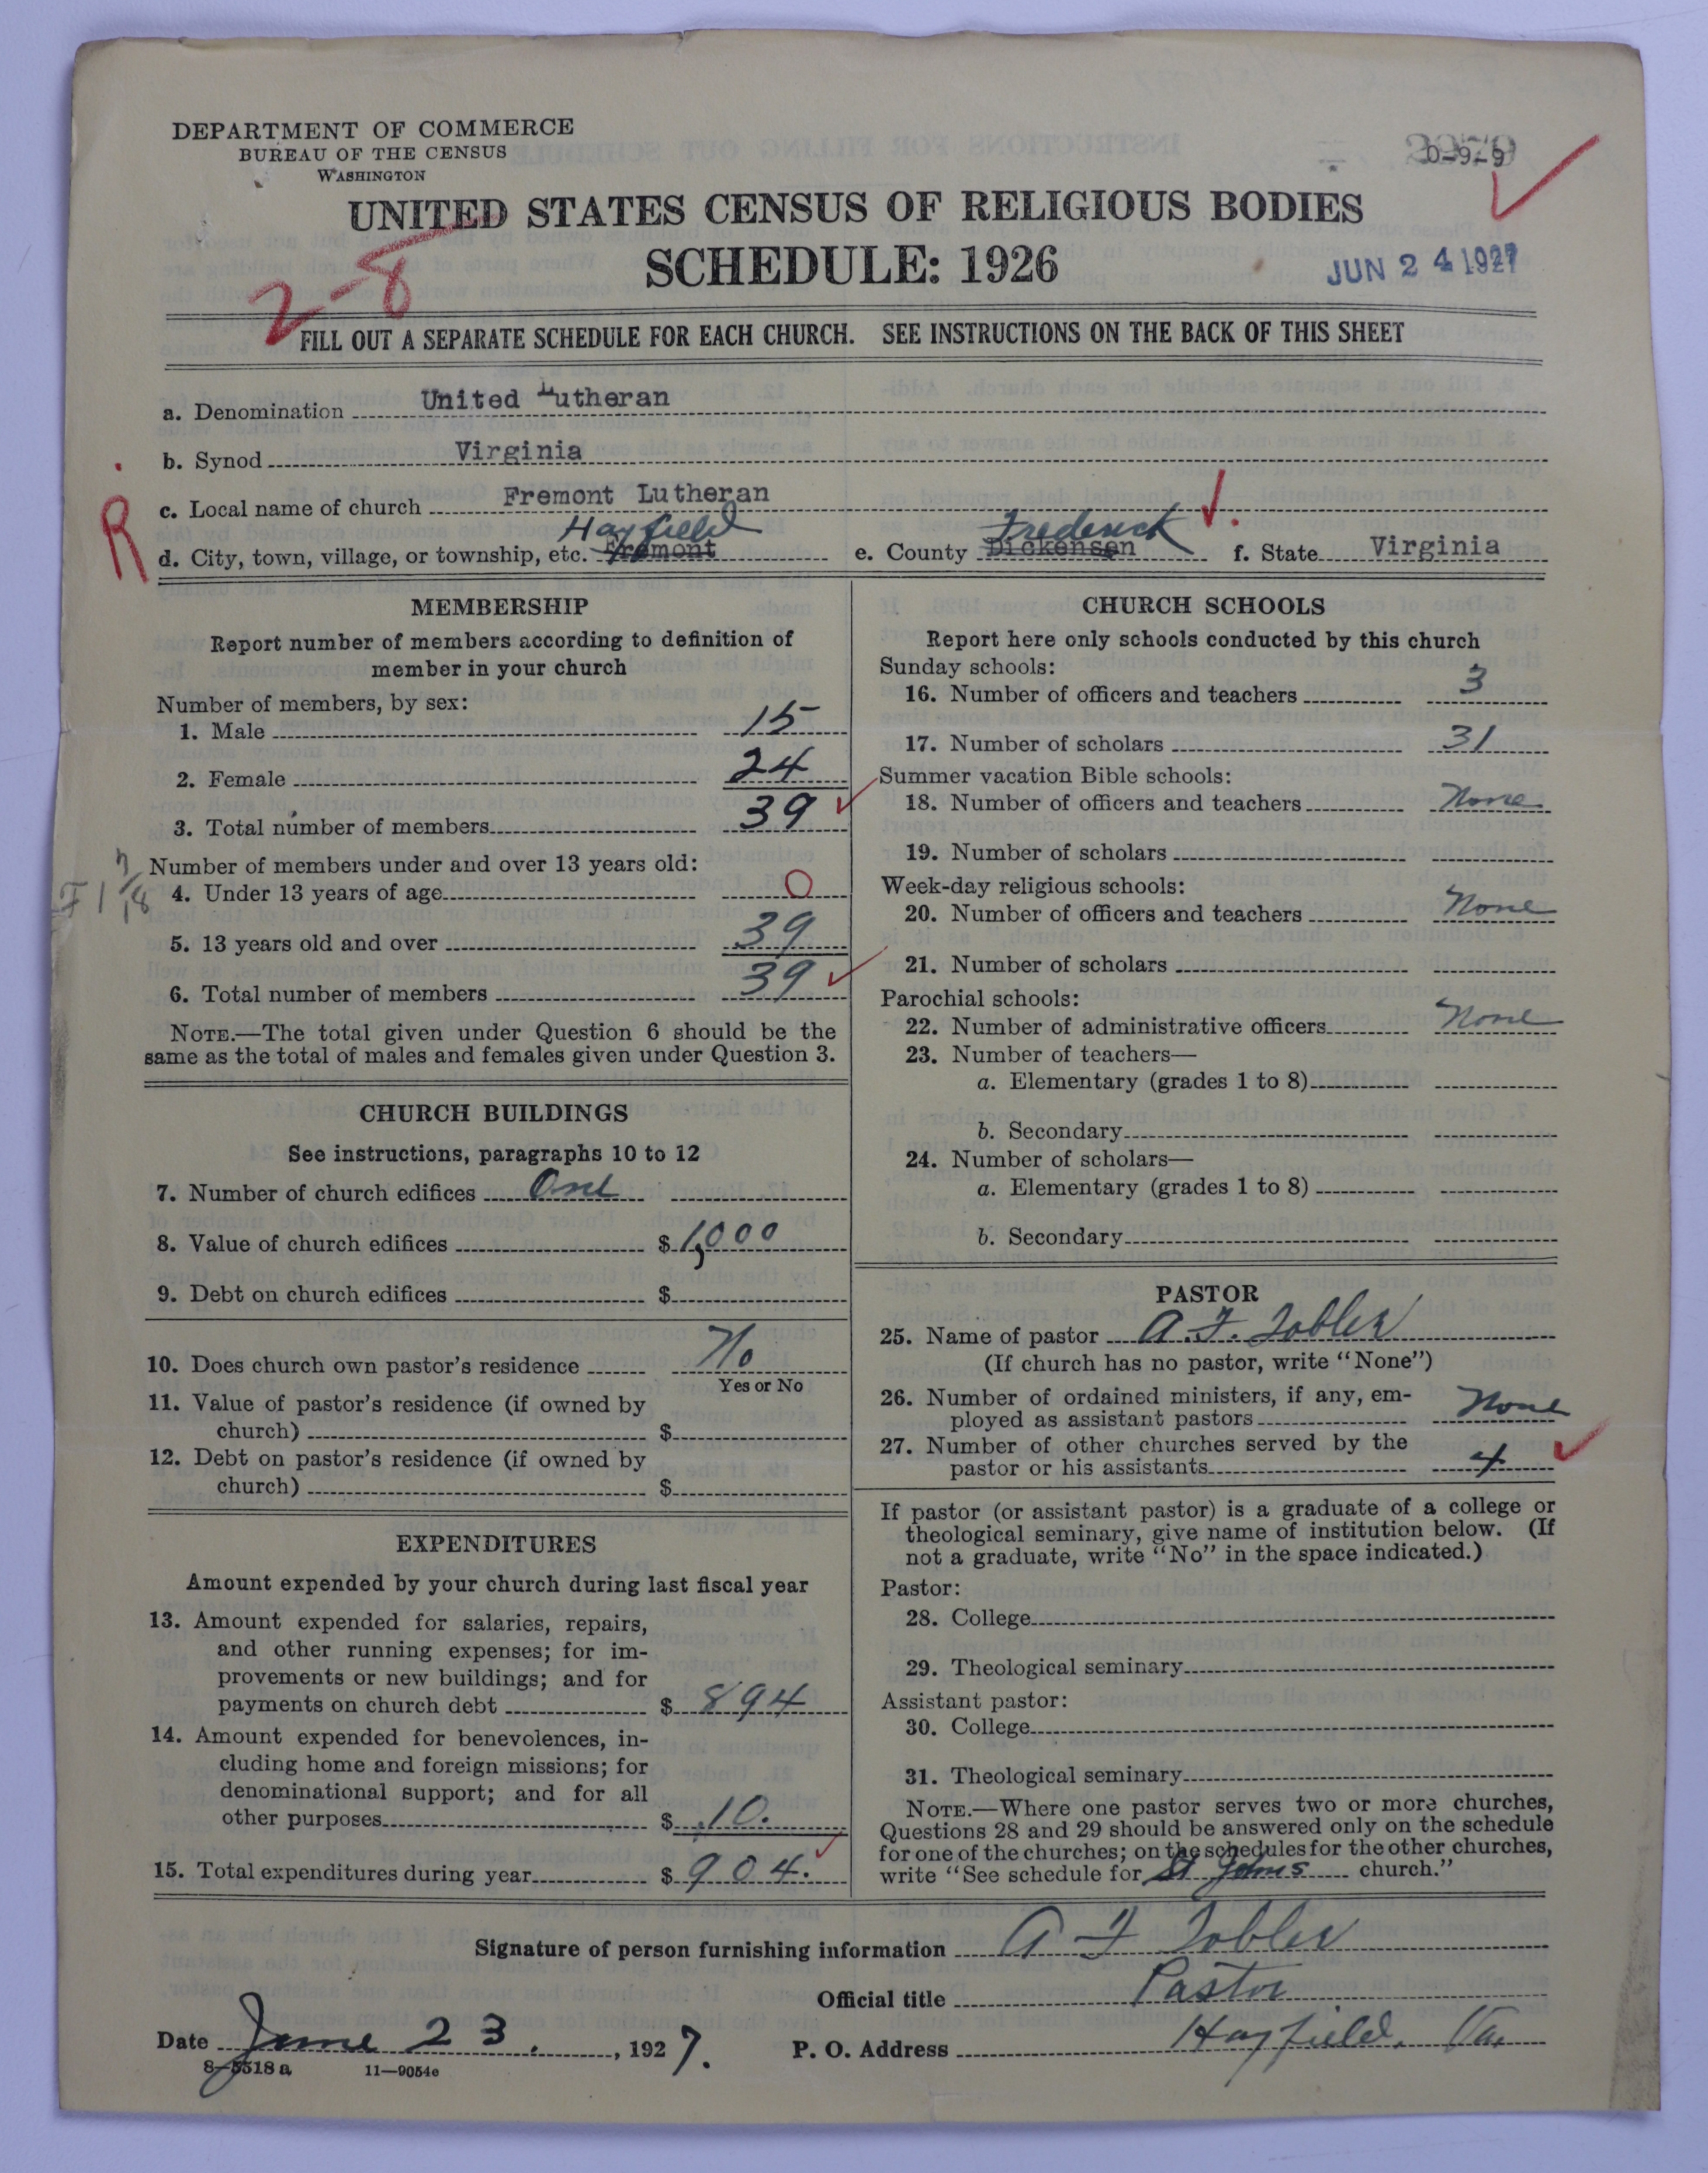 DEPARTMENT OF COMMERCE
BUREAU OF THE CENSUS
WASHINGTON
0-9-9
UNITED STATES CENSUS OF RELIGIOUS BODIES
SCHEDULE: 1926
JUN 24 1927
2-8
FILL OUT A SEPARATE SCHEDULE FOR EACH CHURCH. SEE INSTRUCTIONS ON THE BACK OF THIS SHEET
a. Denomination United Lutheran
b. Synod Virginia
c. Local name of church Fremont Lutheran
R
Hayfield Frederick
d. City, town, village, or township, etc. Fremont e. County Dickensen f. State Virginia
MEMBERSHIP
Report number of members according to definition of
member in your church
Number of members, by sex:
1. Male 15
2. Female 24
3. Total number of members 39
Number of members under and over 13 years old:
4. Under 13 years of age 0
5. 13 years old and over 39
6. Total number of members 39
NOTE.—The total given under Question 6 should be the
same as the total of males and females given under Question 3.
CHURCH BUILDINGS
See instructions, paragraphs 10 to 12
7. Number of church edifices One
8. Value of church edifices $ 1,000
9. Debt on church edifices $
10. Does church own pastor's residence No
Yes or No
11. Value of pastor's residence (if owned by
church) $
12. Debt on pastor's residence (if owned by
church) $
EXPENDITURES
Amount expended by your church during last fiscal year
13. Amount expended for salaries, repairs,
and other running expenses; for im-
provements or new buildings; and for
payments on church debt $ 894
14. Amount expended for benevolences, in-
cluding home and foreign missions; for
denominational support; and for all
other purposes $ 10.
15. Total expenditures during year $ 904.
CHURCH SCHOOLS
Report here only schools conducted by this church
Sunday schools:
16. Number of officers and teachers 3
17. Number of scholars 31
Summer vacation Bible schools:
18. Number of officers and teachers None
19. Number of scholars
Week-day religious schools:
20. Number of officers and teachers None
21. Number of scholars
Parochial schools:
22. Number of administrative officers None
23. Number of teachers—
a. Elementary (grades 1 to 8)
b. Secondary
24. Number of scholars—
a. Elementary (grades 1 to 8)
b. Secondary
PASTOR
25. Name of pastor A. F. Tobler
(If church has no pastor, write "None")
26. Number of ordained ministers, if any, em-
ployed as assistant pastors None
27. Number of other churches served by the
pastor or his assistants 4
If pastor (or assistant pastor) is a graduate of a college or
theological seminary, give name of institution below. (If
not a graduate, write "No" in the space indicated.)
Pastor:
28. College
29. Theological seminary
Assistant pastor:
30. College
31. Theological seminary
NOTE.—Where one pastor serves two or more churches,
Questions 28 and 29 should be answered only on the schedule
for one of the churches; on the schedules for the other churches,
write "See schedule for St Johns church."
Signature of person furnishing information A F Tobler
Official title Pastor
Date June 23, 1927. P. O. Address Hayfield, Va.
8-5518 a 11—9054e